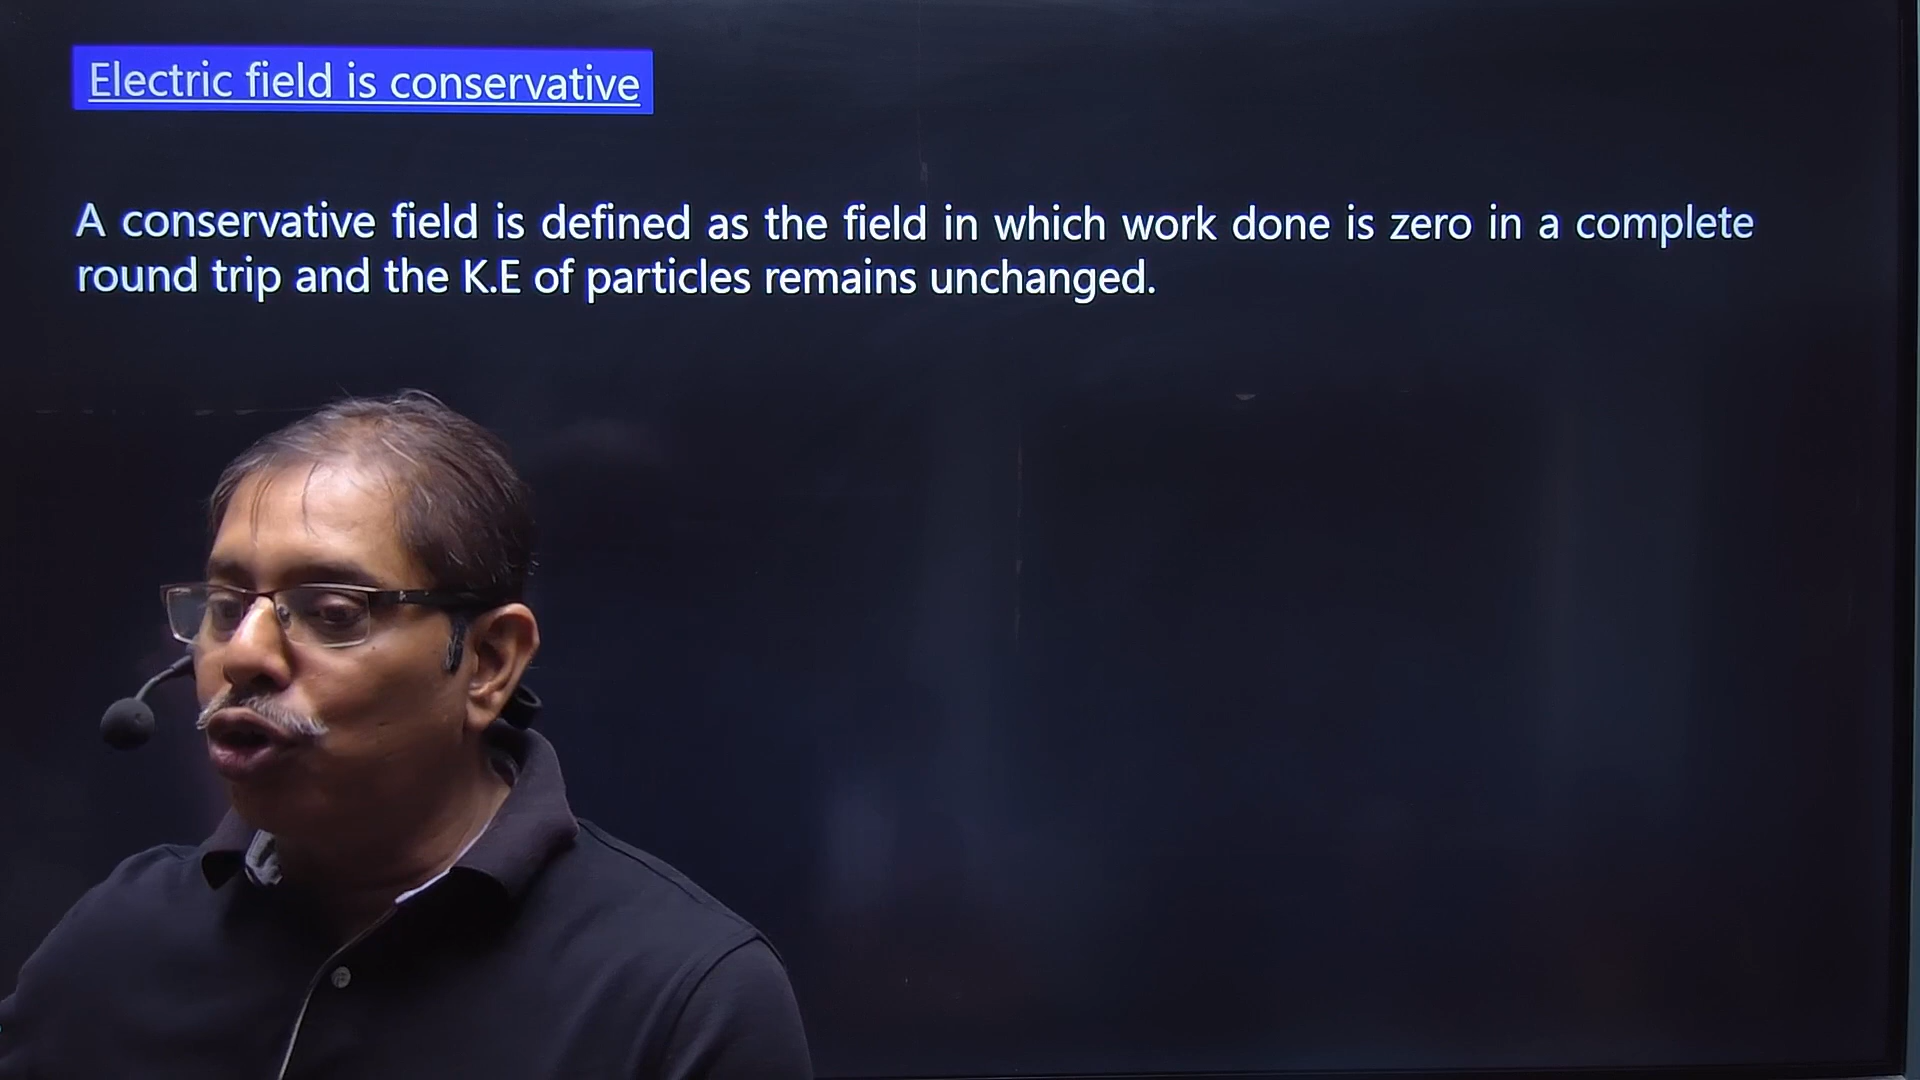 Electric field is conservative
A conservative field is defined as the field in which work done is zero in a complete
round trip and the K.E of particles remains unchanged.